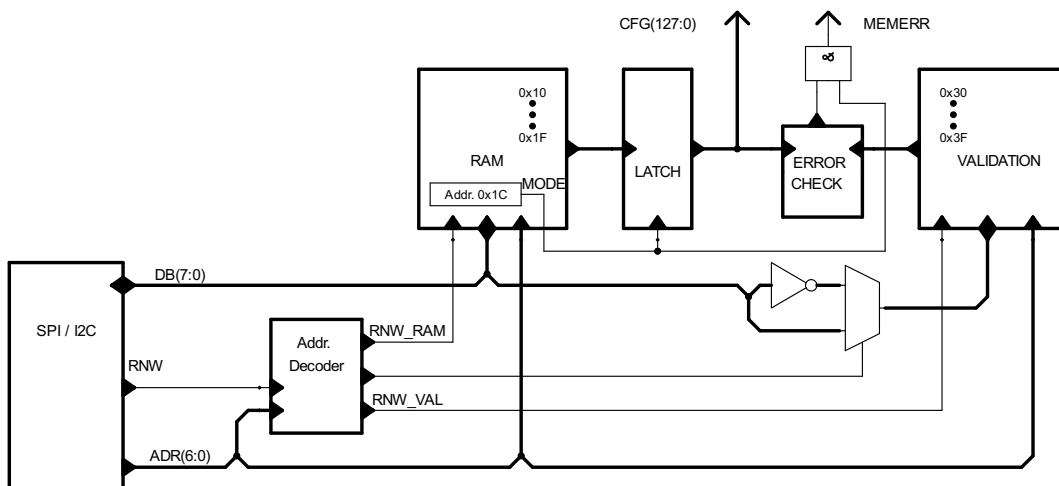 CFG(127:0)
MEMERR
&
0x10
0x1F
RAM
MODE
Addr. 0x1C
LATCH
ERROR
CHECK
0x30
0x3F
VALIDATION
DB(7:0)
SPI / I2C
RNW
Addr.
Decoder
RNW_RAM
RNW_VAL
ADR(6:0)